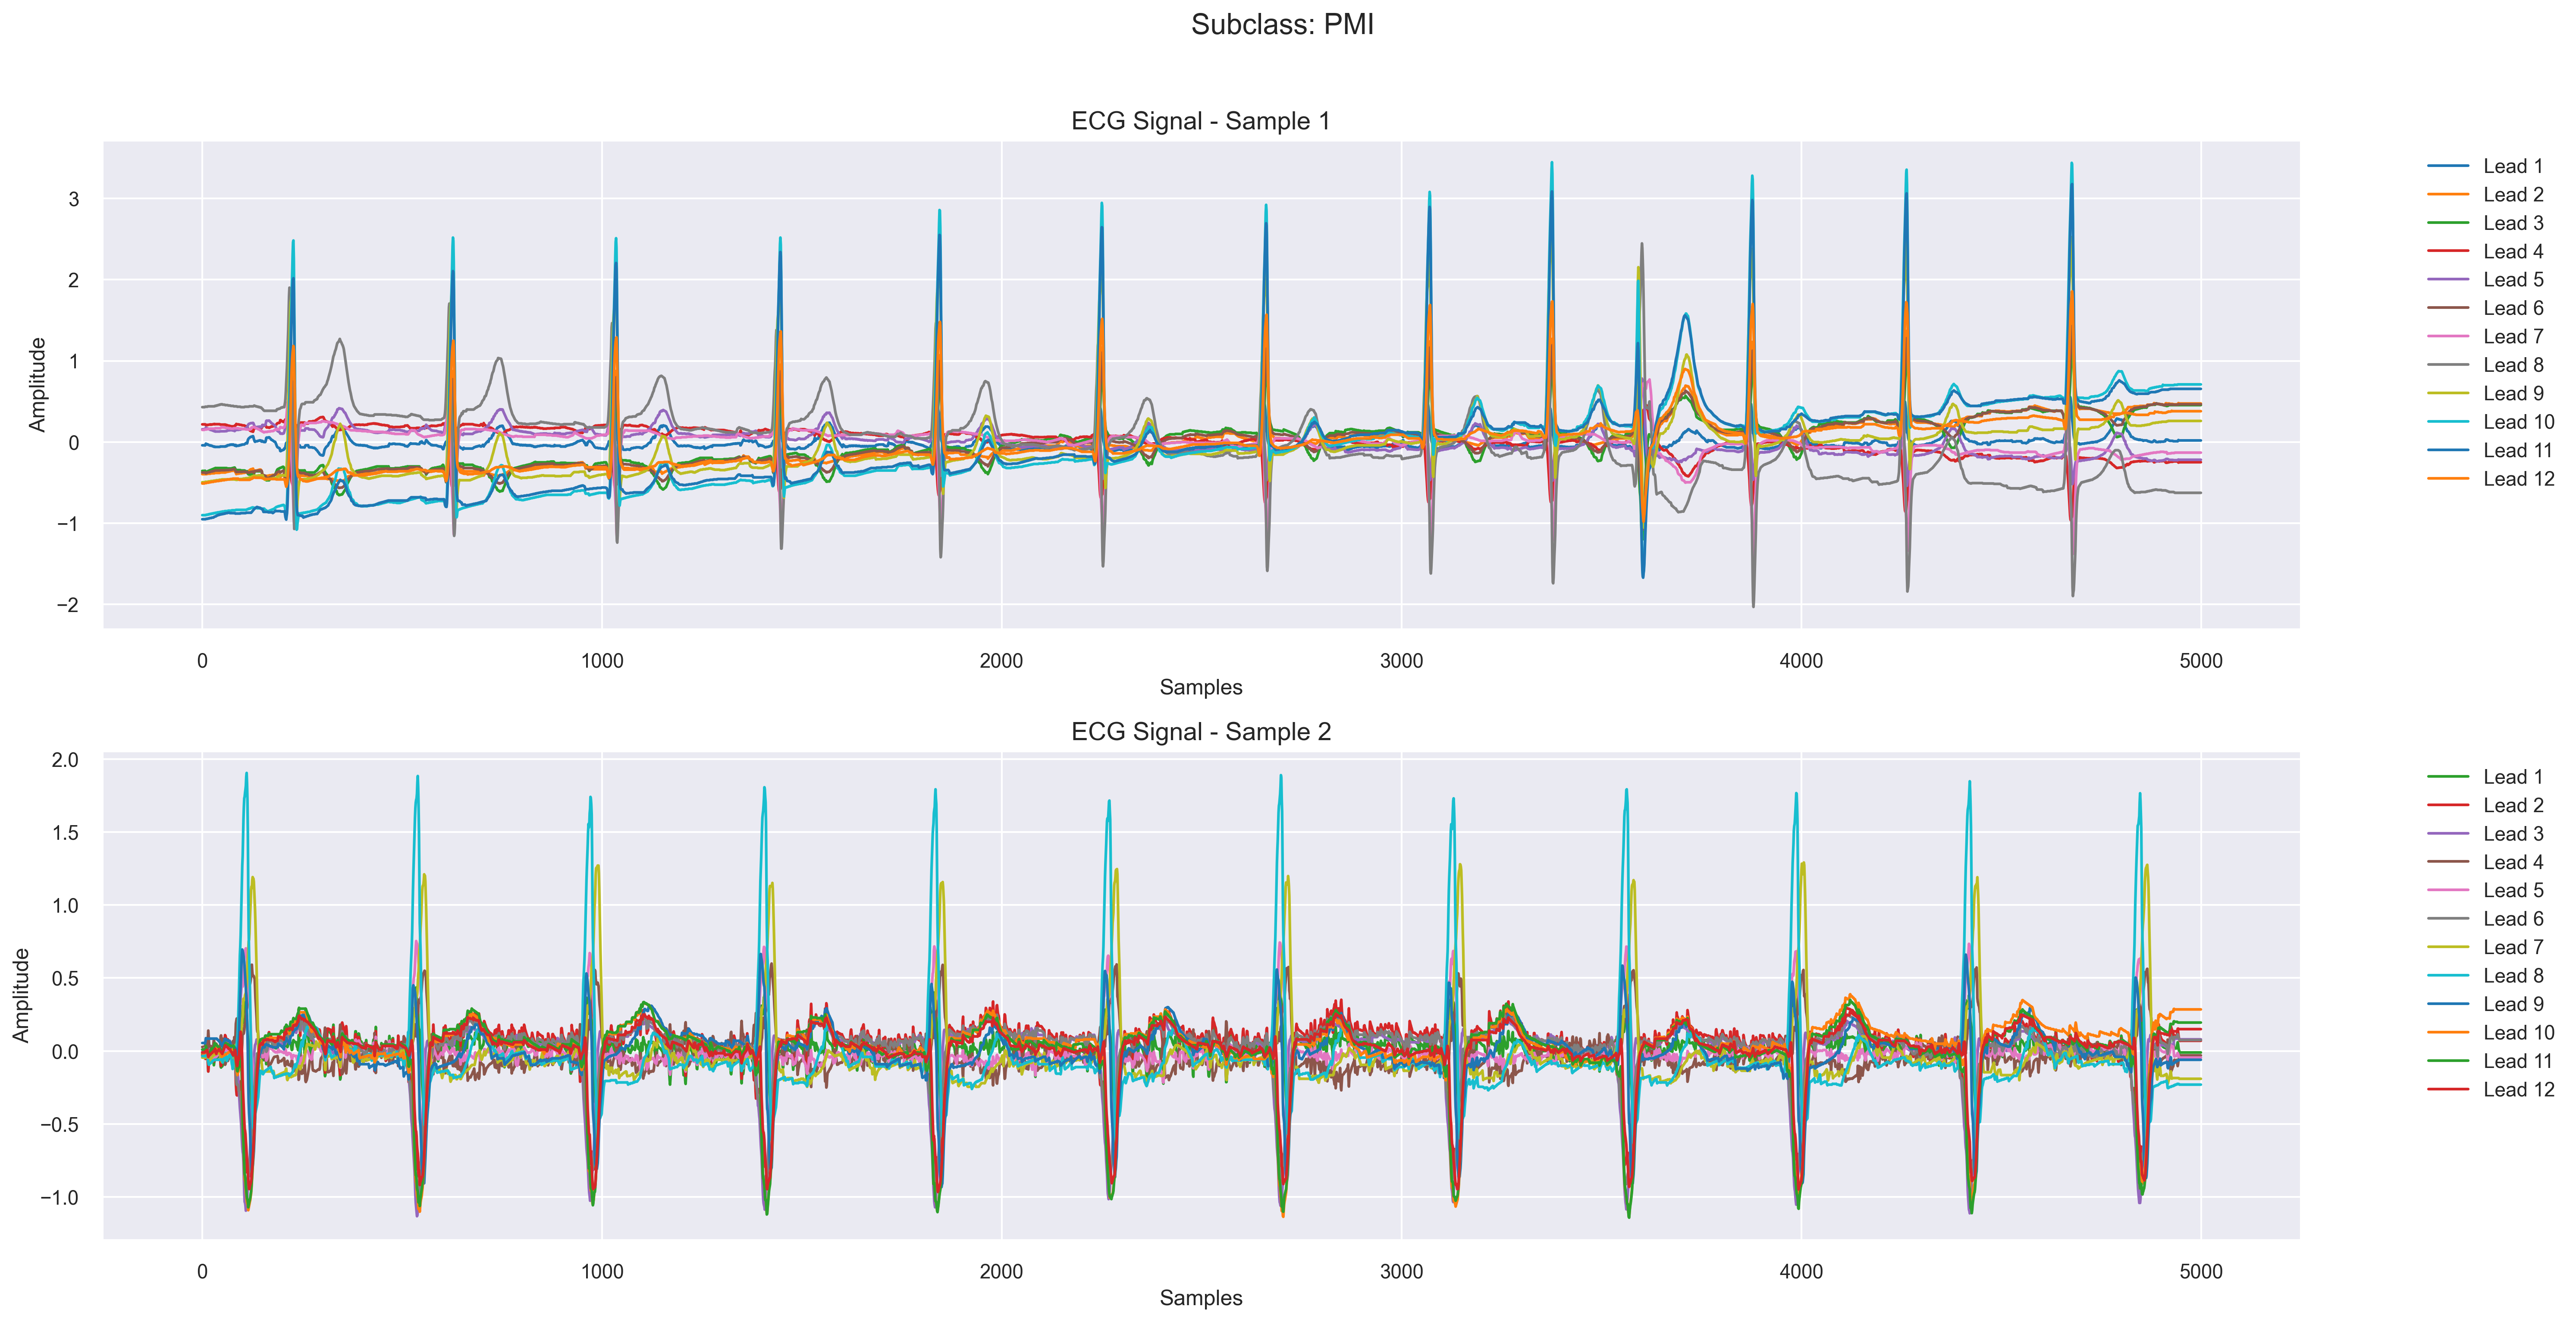 Subclass: PMI
ECG Signal - Sample 1
Amplitude
3
2
1
0
−1
−2
0 1000 2000 3000 4000 5000
Samples
Lead 1
Lead 2
Lead 3
Lead 4
Lead 5
Lead 6
Lead 7
Lead 8
Lead 9
Lead 10
Lead 11
Lead 12
ECG Signal - Sample 2
Amplitude
2.0
1.5
1.0
0.5
0.0
−0.5
−1.0
0 1000 2000 3000 4000 5000
Samples
Lead 1
Lead 2
Lead 3
Lead 4
Lead 5
Lead 6
Lead 7
Lead 8
Lead 9
Lead 10
Lead 11
Lead 12